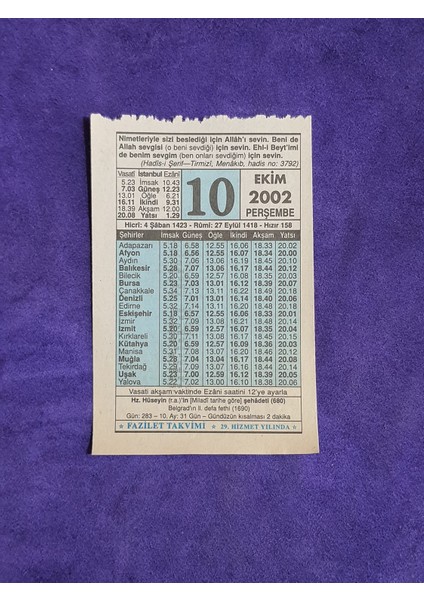 Nimetleriyle sizi beslediği için Allâh'ı sevin. Beni de
Allah sevgisi (o beni sevdiği) için sevin. Ehl-i Beyt'imi
de benim sevgim (ben onları sevdiğim) için sevin.
(Hadîs-i Şerif—Tirmizî, Menâkıb, hadis no: 3792)
Vasatî İstanbul Ezânî
5.23 İmsak 10.43
7.03 Güneş 12.23
13.01 Öğle 6.21
16.11 İkindi 9.31
18.39 Akşam 12.00
20.08 Yatsı 1.29
10
EKİM
2002
PERŞEMBE
Hicrî: 4 Şâban 1423 - Rûmî: 27 Eylül 1418 - Hızır 158
Şehirler İmsak Güneş Öğle İkindi Akşam Yatsı
Adapazarı 5.18 6.58 12.55 16.06 18.33 20.02
Afyon 5.18 6.56 12.55 16.07 18.34 20.00
Aydın 5.30 7.06 13.06 16.19 18.45 20.10
Balıkesir 5.28 7.07 13.06 16.17 18.44 20.12
Bilecik 5.20 6.59 12.57 16.08 18.35 20.03
Bursa 5.23 7.03 13.01 16.12 18.39 20.07
Çanakkale 5.34 7.13 13.11 16.22 18.49 20.18
Denizli 5.25 7.01 13.01 16.14 18.40 20.06
Edirne 5.32 7.14 13.11 16.20 18.48 20.18
Eskişehir 5.18 6.57 12.55 16.06 18.33 20.01
İzmir 5.32 7.09 13.08 16.21 18.48 20.14
İzmit 5.20 6.59 12.57 16.07 18.35 20.04
Kırklareli 5.30 7.11 13.08 16.17 18.45 20.15
Kütahya 5.20 6.59 12.57 16.09 18.36 20.03
Manisa 5.31 7.08 13.07 16.20 18.46 20.12
Muğla 5.28 7.04 13.04 16.17 18.44 20.08
Tekirdağ 5.29 7.09 13.07 16.16 18.44 20.14
Uşak 5.23 7.00 12.59 16.12 18.39 20.05
Yalova 5.22 7.02 13.00 16.10 18.38 20.06
Vasati akşam vaktinde Ezânî saatini 12'ye ayarla
Hz. Hüseyin (r.a.)'in [Milâdî tarihe göre] şehâdeti (680)
Belgrad'ın II. defa fethi (1690)
Gün: 283 – 10. Ay: 31 Gün – Gündüzün kısalması 2 dakika
★ FAZİLET TAKVİMİ ★ 29. HİZMET YILINDA ★